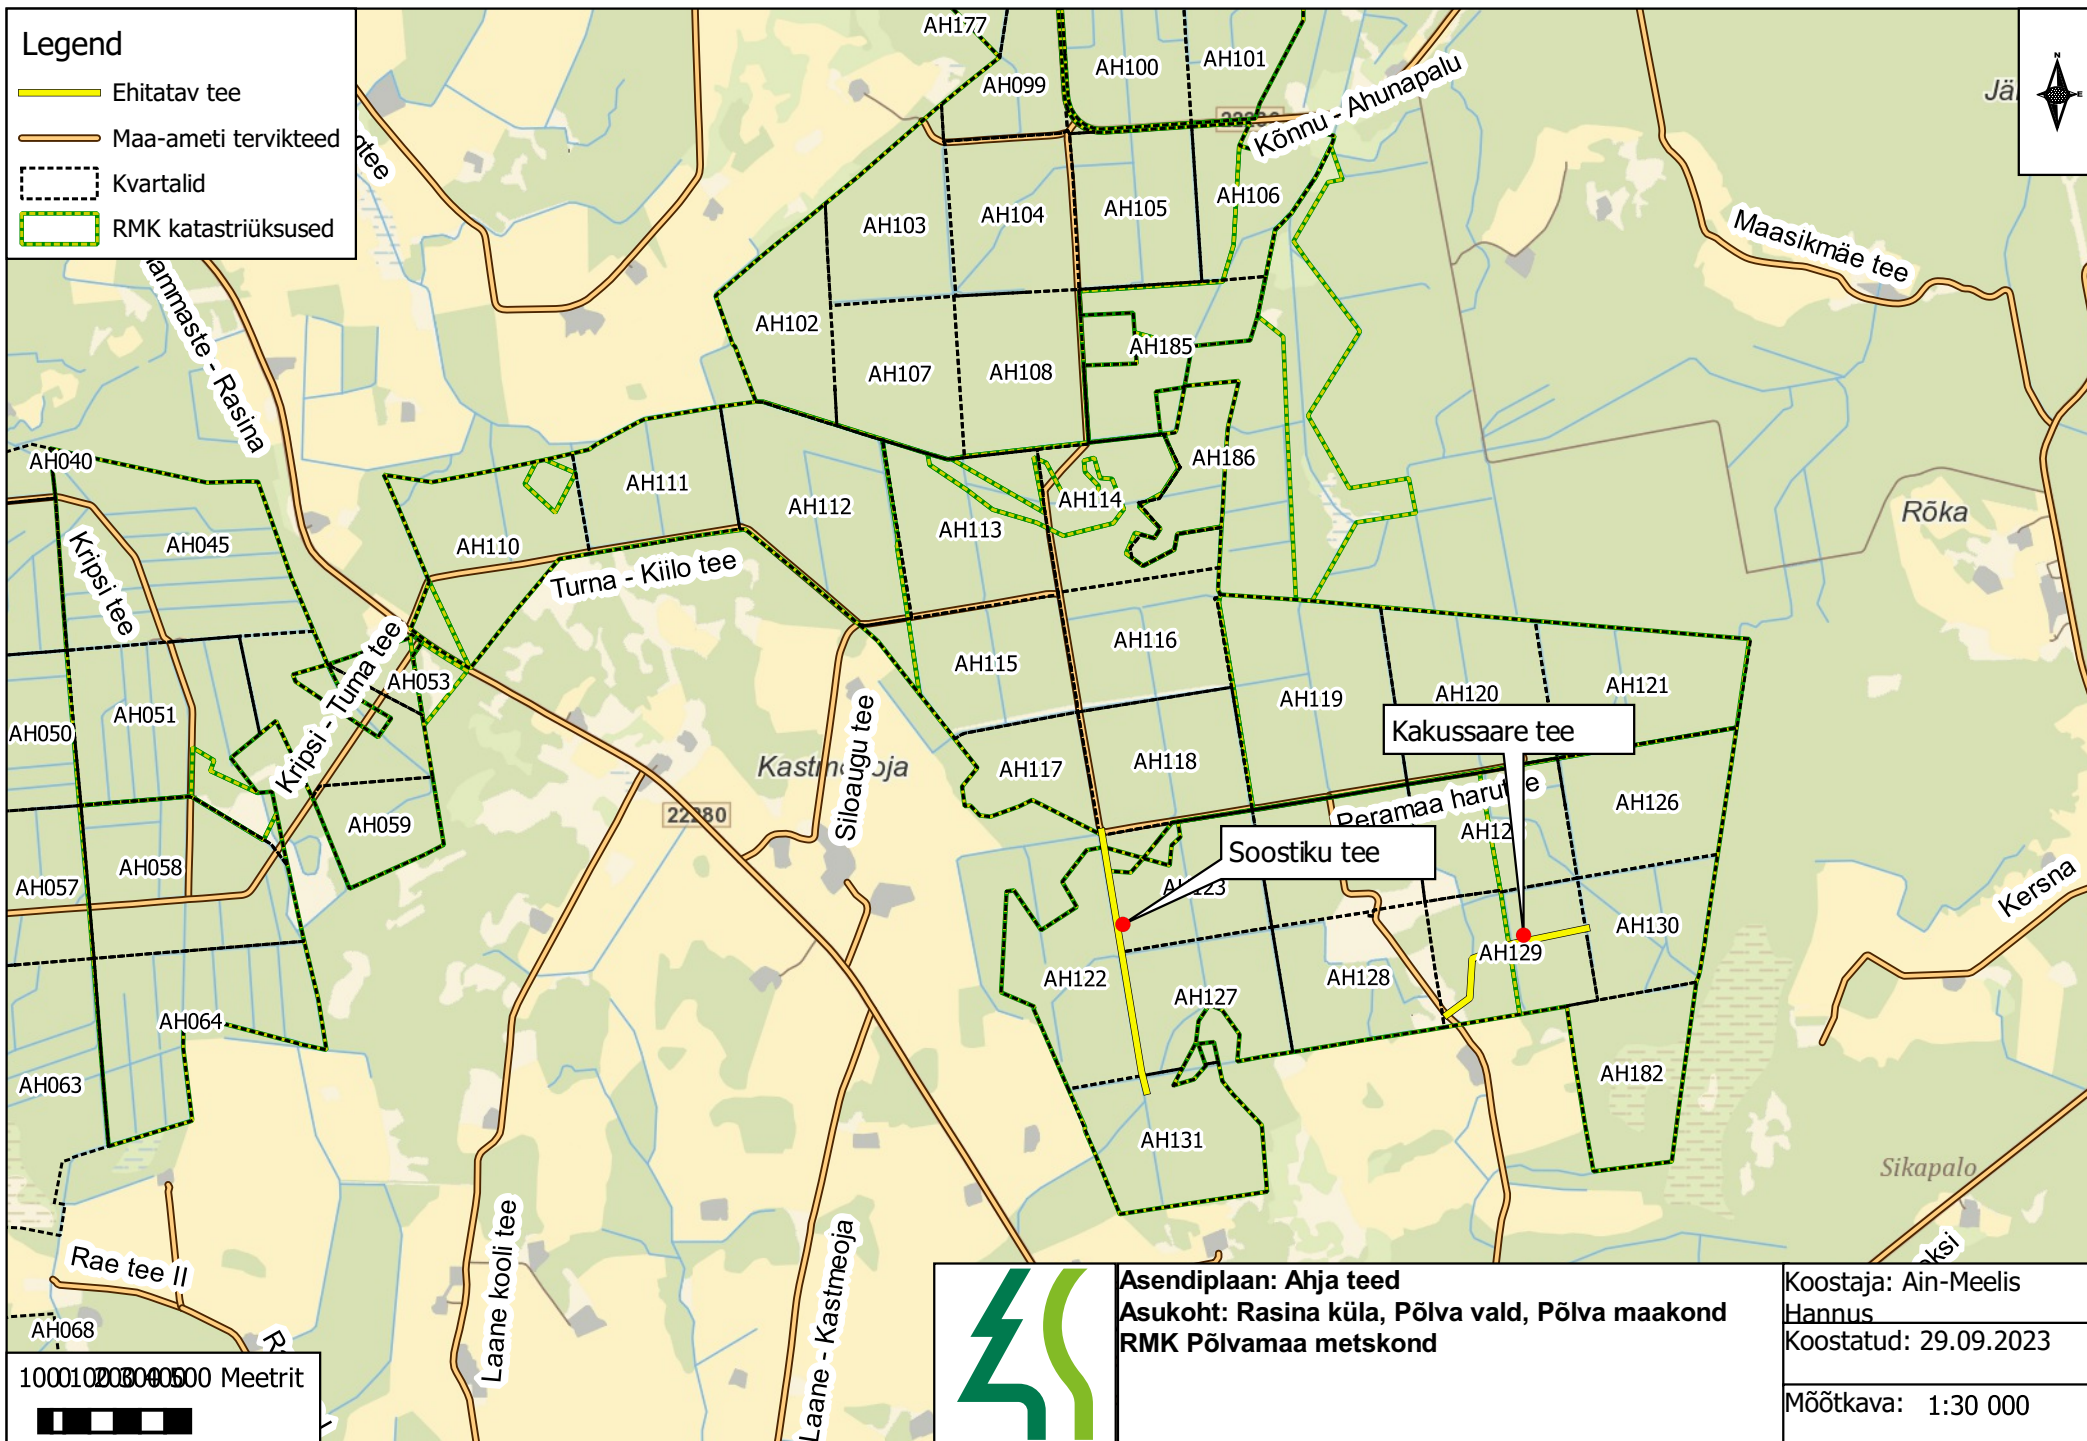 Legend
Ehitatav tee
Maa-ameti tervikteed
Kvartalid
RMK katastriüksused
AH177
AH099
AH100
AH101
Kõnnu - Ahunapalu
AH103
AH104
AH105
AH106
Maasikmäe tee
AH102
AH107
AH108
AH185
AH040
AH045
AH110
AH111
AH112
AH113
AH114
AH186
Rõka
Kripsi tee
Turna - Kiilo tee
AH115
AH116
AH119
AH120
AH121
AH050
AH051
AH053
Kripsi - Tuma tee
Siloaugu tee
AH117
AH118
Kakussaare tee
Peramaa harutee
AH126
AH059
22280
AH057
AH058
Soostiku tee
AH123
Kersna
AH122
AH127
AH128
AH129
AH130
AH064
AH063
AH182
AH131
Sikapalo
Rae tee II
AH068
Laane kooli tee
Laane - Kastmeoja
Meetrit
Asendiplaan: Ahja teed
Asukoht: Rasina küla, Põlva vald, Põlva maakond
RMK Põlvamaa metskond
Koostaja: Ain-Meelis
Hannus
Koostatud: 29.09.2023
Mõõtkava: 1:30 000